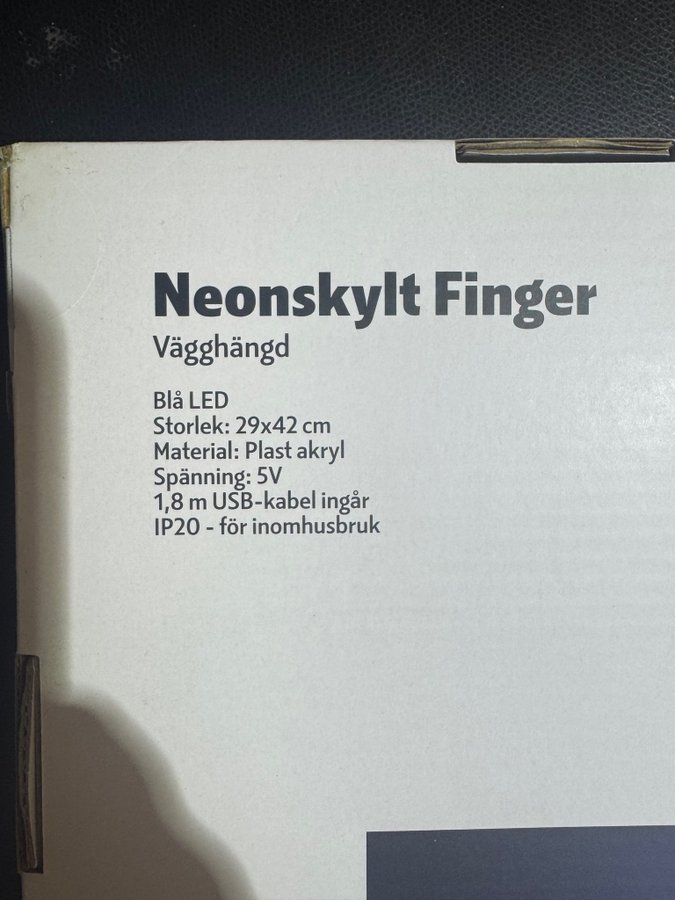 Neonskylt Finger
Vägghängd
Blå LED
Storlek: 29x42 cm
Material: Plast akryl
Spänning: 5V
1,8 m USB-kabel ingår
IP20 - för inomhusbruk